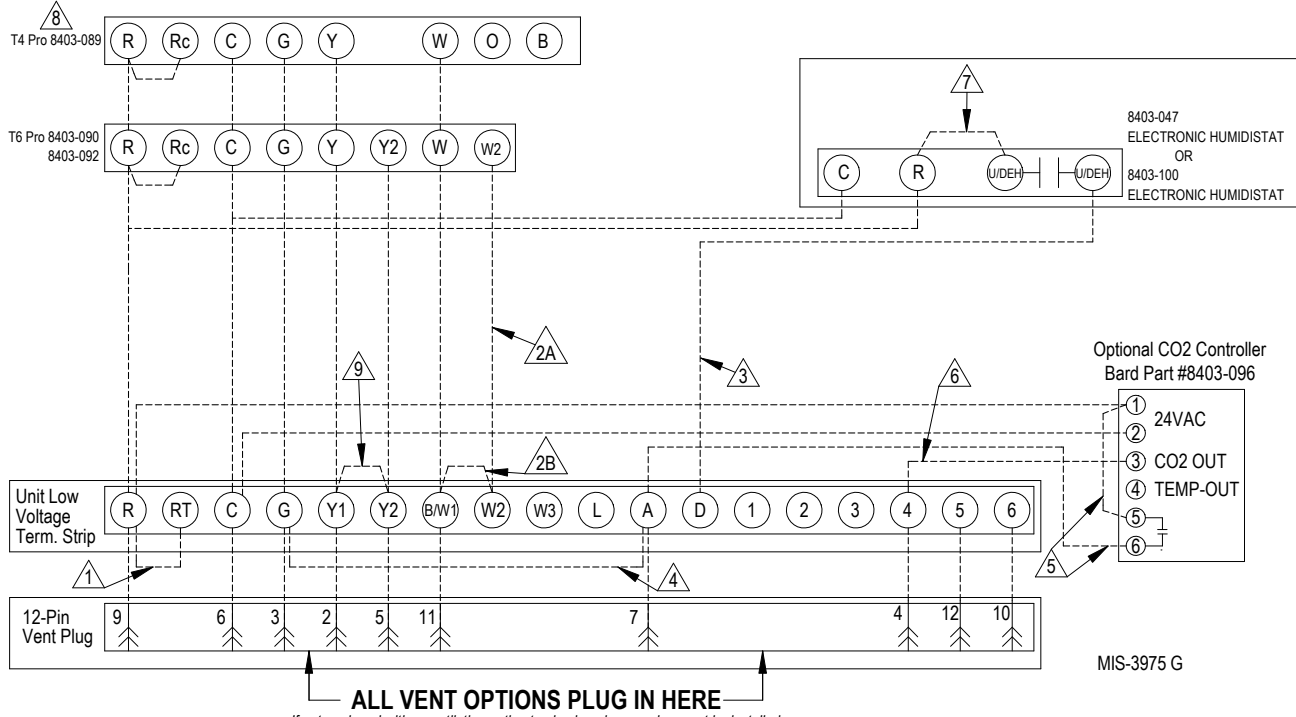 8
T4 Pro 8403-089
R Rc C G Y W O B
7
8403-047
ELECTRONIC HUMIDISTAT
OR
8403-100
ELECTRONIC HUMIDISTAT
C R U/DEH U/DEH
T6 Pro 8403-090
8403-092
R Rc C G Y Y2 W W2
2A
9
3
6
2B
Optional CO2 Controller
Bard Part #8403-096
1
24VAC
2
3 CO2 OUT
4 TEMP-OUT
5
6
5
Unit Low
Voltage
Term. Strip
R RT C G Y1 Y2 B/W1 W2 W3 L A D 1 2 3 4 5 6
1
4
12-Pin
Vent Plug
9 6 3 2 5 11 7 4 12 10
MIS-3975 G
ALL VENT OPTIONS PLUG IN HERE